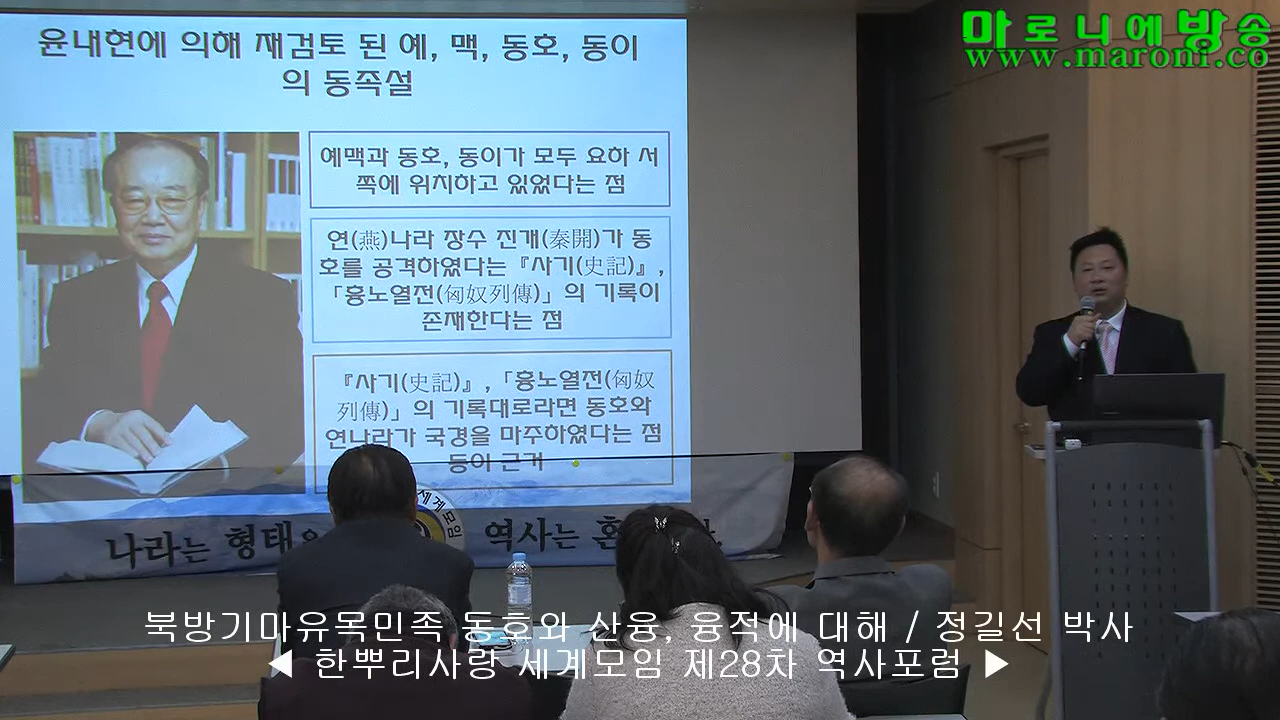 마로니에방송
www.maroni.co
윤내현에 의해 재검토 된 예, 맥, 동호, 동이
의 동족설
예맥과 동호, 동이가 모두 요하 서
쪽에 위치하고 있었다는 점
연(燕)나라 장수 진개(秦開)가 동
호를 공격하였다는『사기(史記)』,
「흉노열전(匈奴列傳)」의 기록이
존재한다는 점
『사기(史記)』,「흉노열전(匈奴
列傳)」의 기록대로라면 동호와
연나라가 국경을 마주하였다는 점
등이 근거
세계모임
나라는 형태 역사는
북방기마유목민족 동호와 산융, 융적에 대해 / 정길선 박사
◀ 한뿌리사랑 세계모임 제28차 역사포럼 ▶